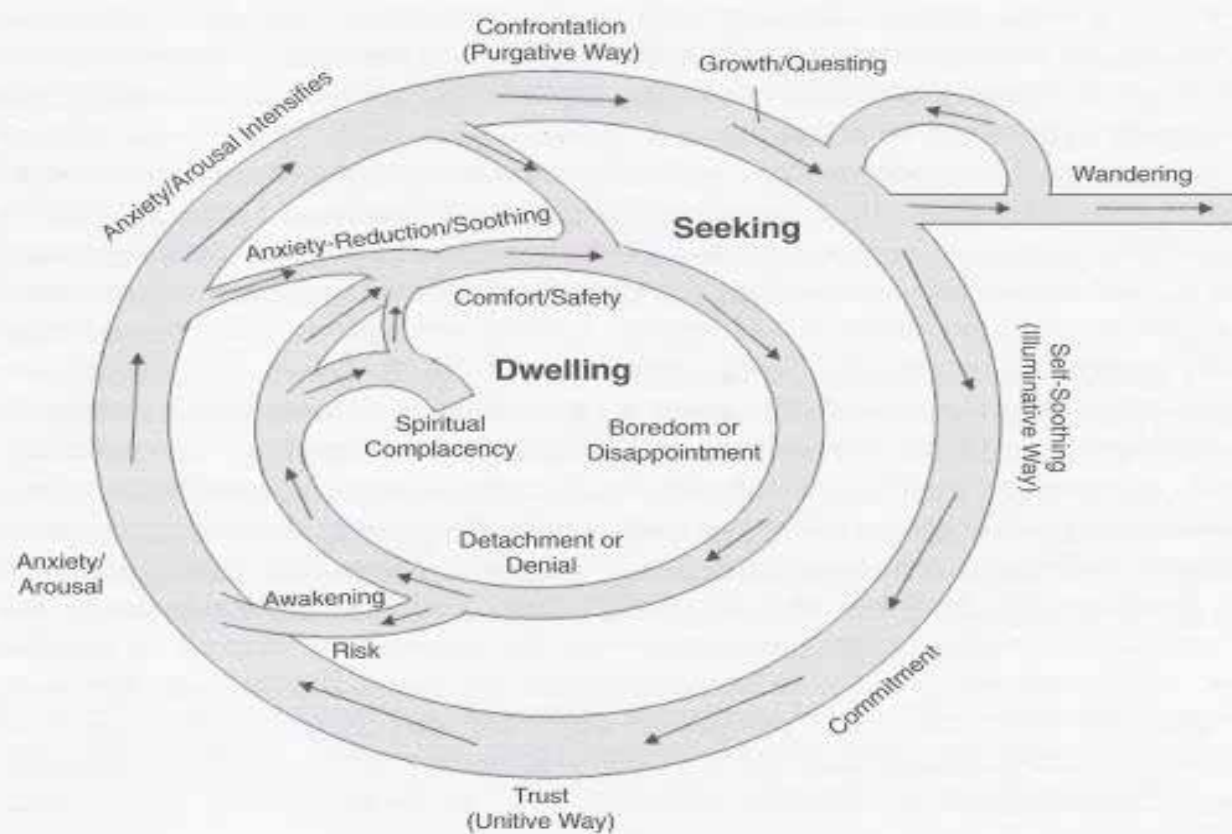 Confrontation
(Purgative Way)
Growth/Questing
Anxiety/Arousal Intensifies
Wandering
Anxiety-Reduction/Soothing
Seeking
Comfort/Safety
Self-Soothing
(Illuminative Way)
Dwelling
Spiritual
Complacency
Boredom or
Disappointment
Detachment or
Denial
Anxiety/
Arousal
Awakening
Risk
Commitment
Trust
(Unitive Way)